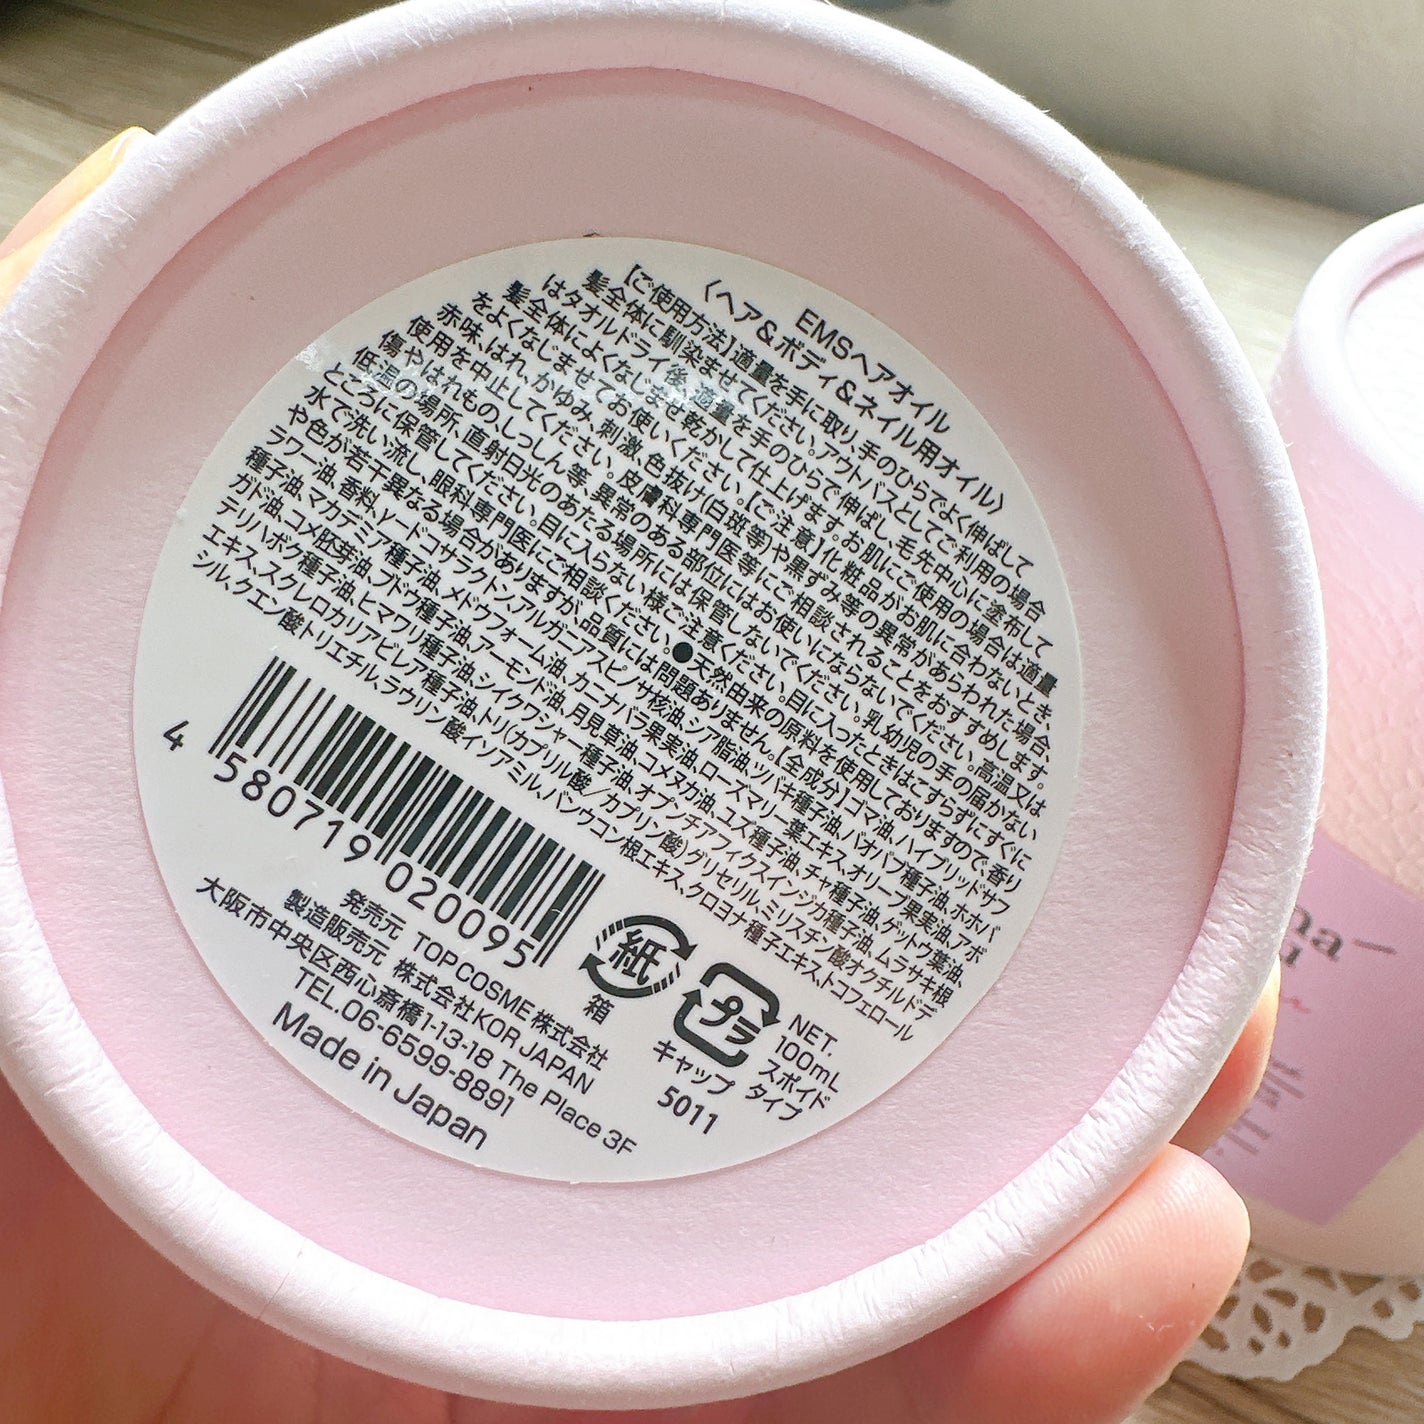 EMSヘアオイル
〈ヘア&ボディ&ネイル用オイル〉
【ご使用方法】適量を手に取り、手のひらでよく伸ばして
髪全体に馴染ませてください。アウトバスとしてご利用の場合
はタオルドライ後、適量を手のひらで伸ばし、毛先中心に塗布して
髪全体によくなじませ乾かして仕上げます。お肌にご使用の場合は適量
をよくなじませてお使いください。【ご注意】化粧品がお肌に合わないとき、
赤味、はれ、かゆみ、刺激、色抜け(白斑等)や黒ずみ等の異常があらわれた場合、
使用を中止してください。皮膚科専門医等にご相談されることをおすすめします。
傷やはれもの、しっしん等、異常のある部位にはお使いにならないでください。高温又は
低温の場所、直射日光のあたる場所には保管しないでください。乳幼児の手の届かない
ところに保管してください。目に入らない様ご注意ください。目に入ったときはこすらずにすぐに
水で洗い流し、眼科専門医にご相談ください。●天然由来の原料を使用しておりますので、香り
や色が若干異なる場合がありますが、品質には問題ありません。【全成分】ゴマ油、ハイブリッドサフ
ラワー油、香料、γ-ドコサラクトン、アルガニアスピノサ核油、シア脂油、ツバキ種子油、バオバブ種子油、ホホバ
種子油、マカデミア種子油、メドウフォーム油、カニナバラ果実油、ローズマリー葉エキス、オリーブ果実油、アボ
ガド油、コメ胚芽油、ブドウ種子油、アーモンド油、月見草油、コメヌカ油、ユズ種子油、チャ種子油、ゲットウ葉油、
テリハボク種子油、ヒマワリ種子油、シイクワシャー種子油、オプンチアフィクスインジカ種子油、ムラサキ根
エキス、スクレロカリアビレア種子油、トリ(カプリル酸/カプリン酸)グリセリル、ミリスチン酸オクチルドデ
シル、クエン酸トリエチル、ラウリン酸イソアミル、バンウコン根エキス、クロヨナ種子エキス、トコフェロール
4 580719 020095
紙
箱
プラ
キャップ
5011
NET.
100mL
スポイド
タイプ
発売元 TOPCOSME株式会社
製造販売元 株式会社KOR JAPAN
大阪市中央区西心斎橋1-13-18 The Place 3F
TEL.06-6599-8891
Made in Japan